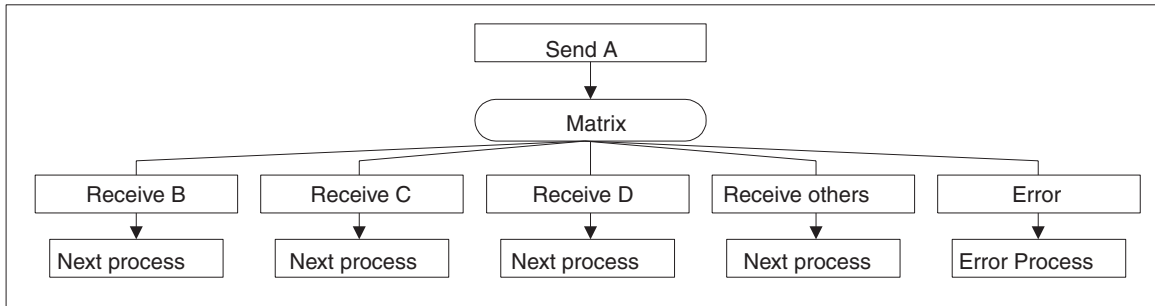 Send A
Matrix
Receive B
Receive C
Receive D
Receive others
Error
Next process
Next process
Next process
Next process
Error Process